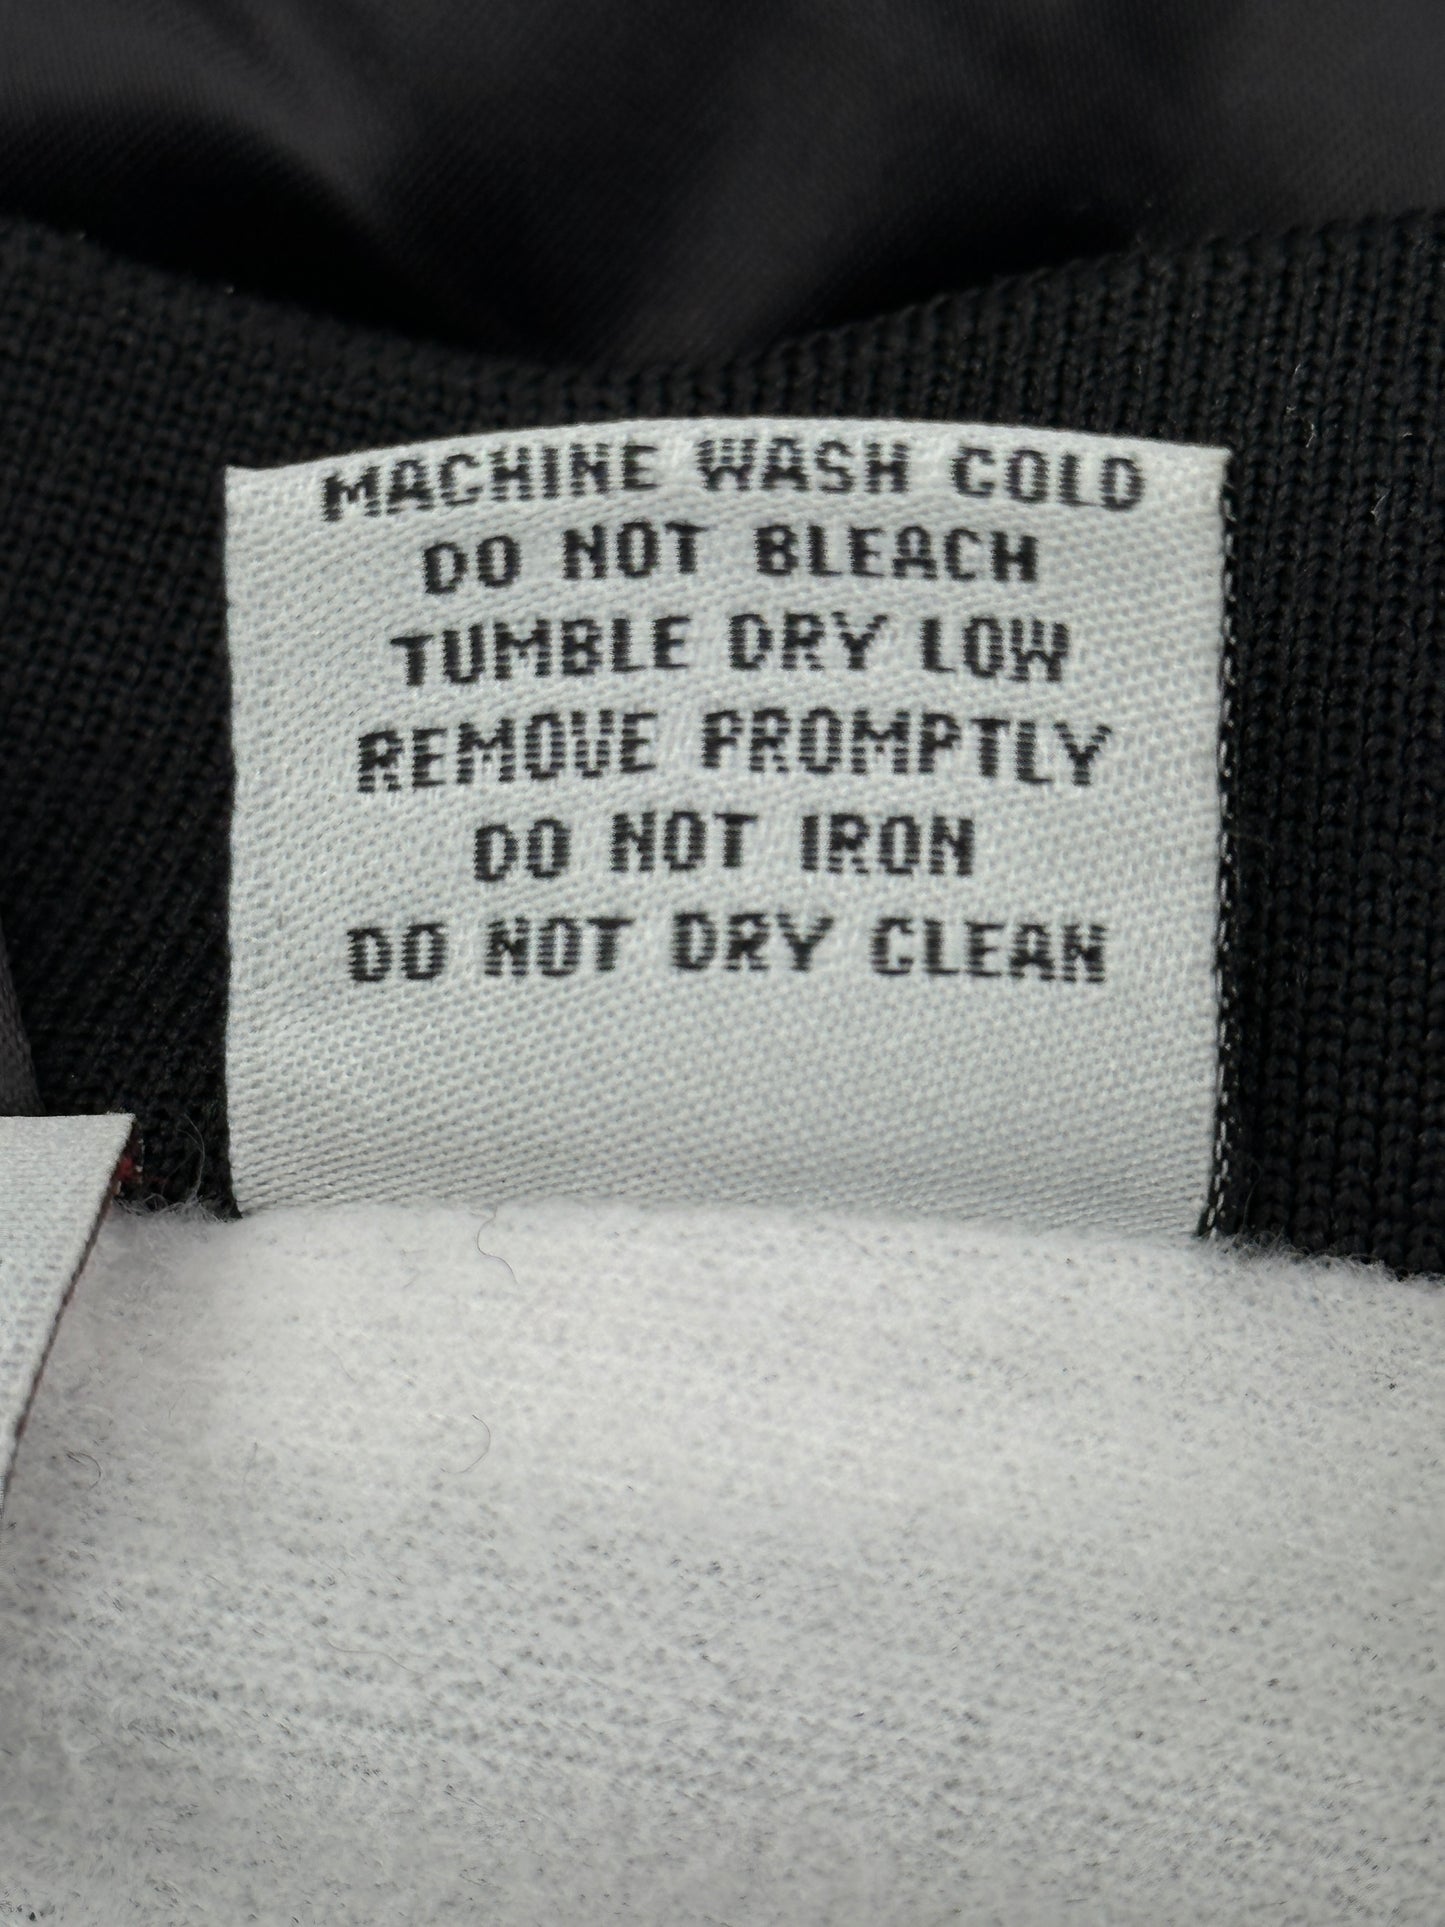 MACHINE WASH COLD
DO NOT BLEACH
TUMBLE DRY LOW
REMOVE PROMPTLY
DO NOT IRON
DO NOT DRY CLEAN